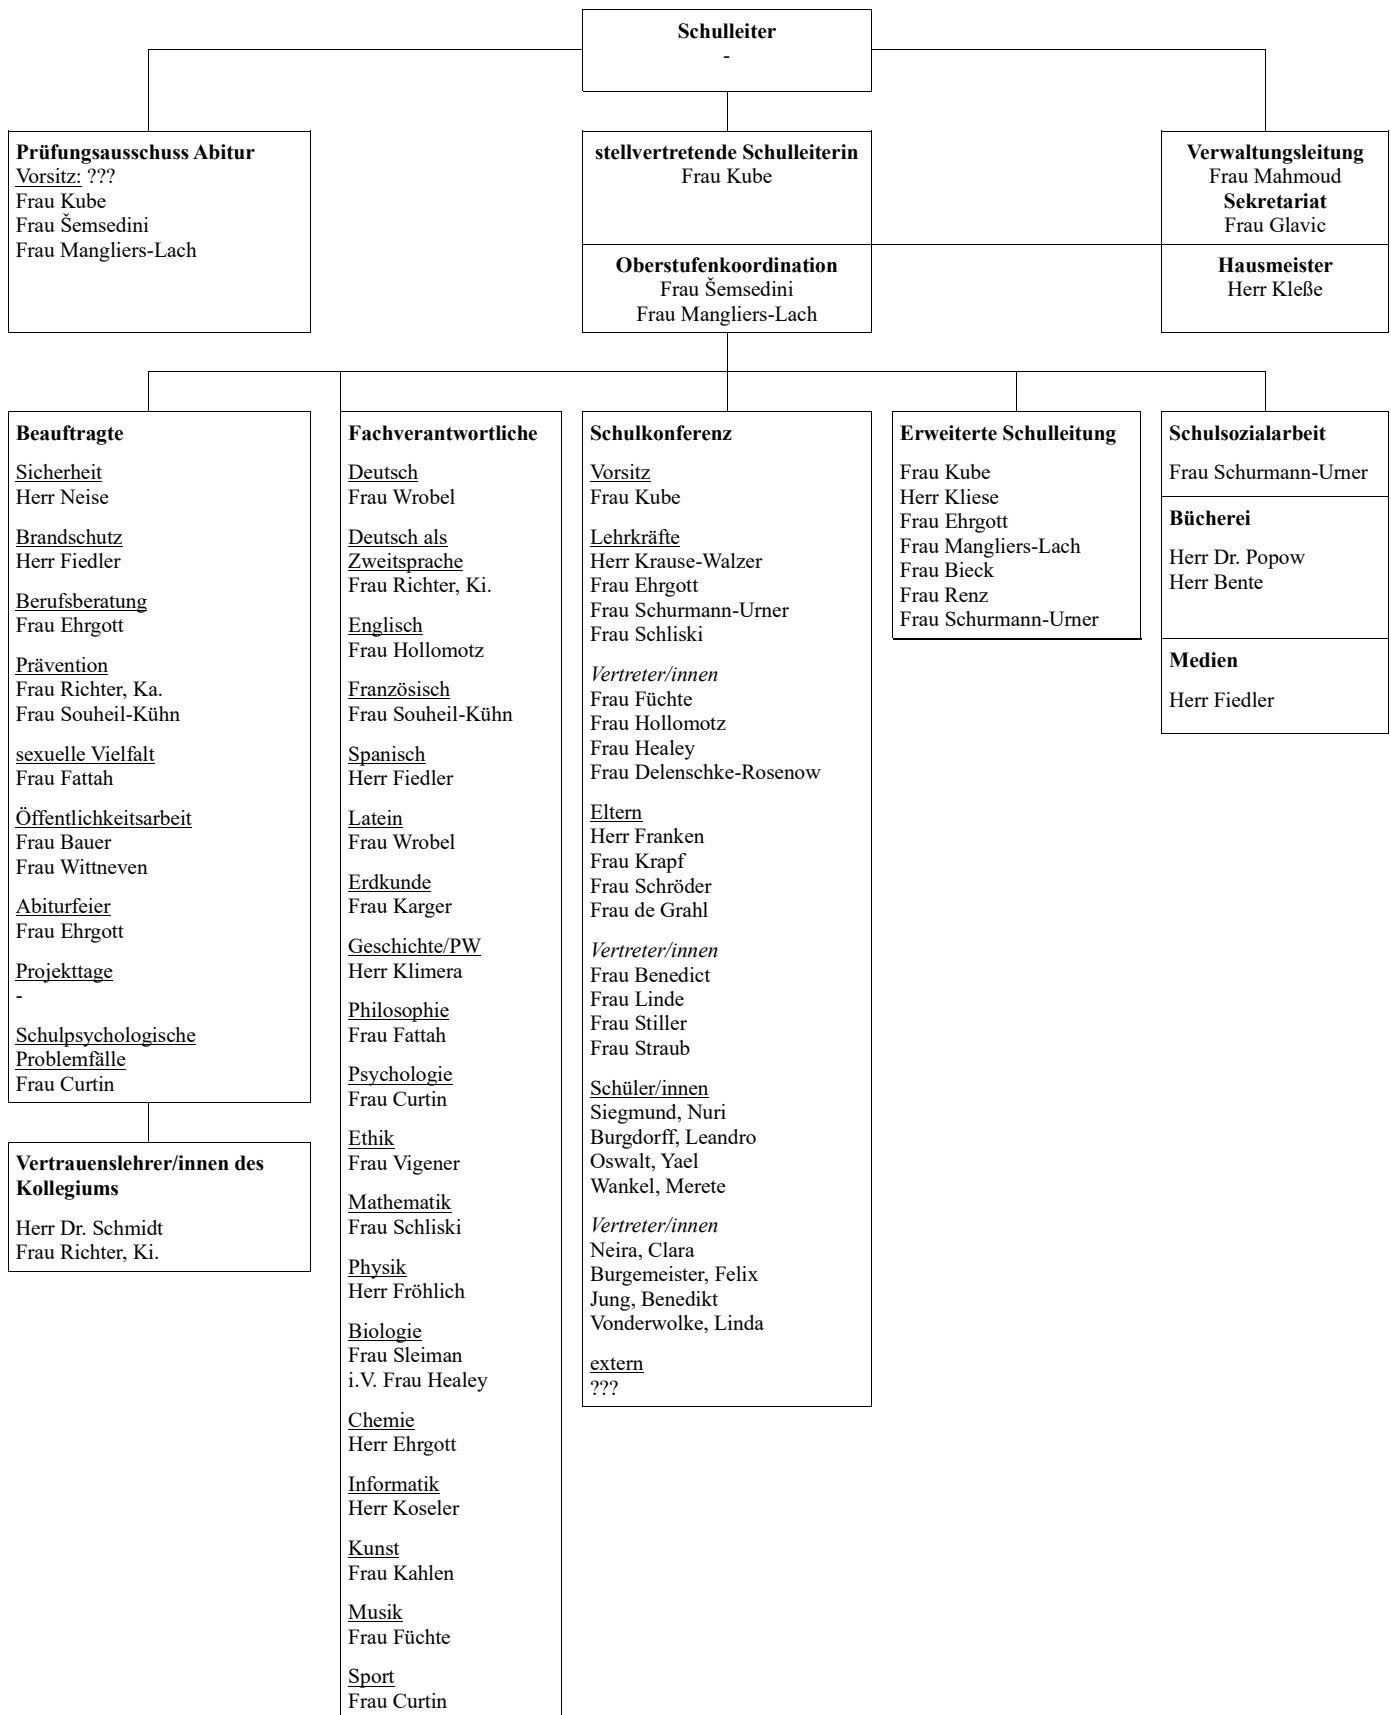 Schulleiter
-
Prüfungsausschuss Abitur
Vorsitz: ???
Frau Kube
Frau Šemsedini
Frau Mangliers-Lach
stellvertretende Schulleiterin
Frau Kube
Oberstufenkoordination
Frau Šemsedini
Frau Mangliers-Lach
Verwaltungsleitung
Frau Mahmoud
Sekretariat
Frau Glavic
Hausmeister
Herr Kleße
Beauftragte
Sicherheit
Herr Neise
Brandschutz
Herr Fiedler
Berufsberatung
Frau Ehrgott
Prävention
Frau Richter, Ka.
Frau Souheil-Kühn
sexuelle Vielfalt
Frau Fattah
Öffentlichkeitsarbeit
Frau Bauer
Frau Wittneven
Abiturfeier
Frau Ehrgott
Projekttage
-
Schulpsychologische
Problemfälle
Frau Curtin
Vertrauenslehrer/innen des
Kollegiums
Herr Dr. Schmidt
Frau Richter, Ki.
Fachverantwortliche
Deutsch
Frau Wrobel
Deutsch als
Zweitsprache
Frau Richter, Ki.
Englisch
Frau Hollomotz
Französisch
Frau Souheil-Kühn
Spanisch
Herr Fiedler
Latein
Frau Wrobel
Erdkunde
Frau Karger
Geschichte/PW
Herr Klimera
Philosophie
Frau Fattah
Psychologie
Frau Curtin
Ethik
Frau Vigener
Mathematik
Frau Schliski
Physik
Herr Fröhlich
Biologie
Frau Sleiman
i.V. Frau Healey
Chemie
Herr Ehrgott
Informatik
Herr Koseler
Kunst
Frau Kahlen
Musik
Frau Füchte
Sport
Frau Curtin
Schulkonferenz
Vorsitz
Frau Kube
Lehrkräfte
Herr Krause-Walzer
Frau Ehrgott
Frau Schurmann-Urner
Frau Schliski
Vertreter/innen
Frau Füchte
Frau Hollomotz
Frau Healey
Frau Delenschke-Rosenow
Eltern
Herr Franken
Frau Krapf
Frau Schröder
Frau de Grahl
Vertreter/innen
Frau Benedict
Frau Linde
Frau Stiller
Frau Straub
Schüler/innen
Siegmund, Nuri
Burgdorff, Leandro
Oswalt, Yael
Wankel, Merete
Vertreter/innen
Neira, Clara
Burgemeister, Felix
Jung, Benedikt
Vonderwolke, Linda
extern
???
Erweiterte Schulleitung
Frau Kube
Herr Kliese
Frau Ehrgott
Frau Mangliers-Lach
Frau Bieck
Frau Renz
Frau Schurmann-Urner
Schulsozialarbeit
Frau Schurmann-Urner
Bücherei
Herr Dr. Popow
Herr Bente
Medien
Herr Fiedler